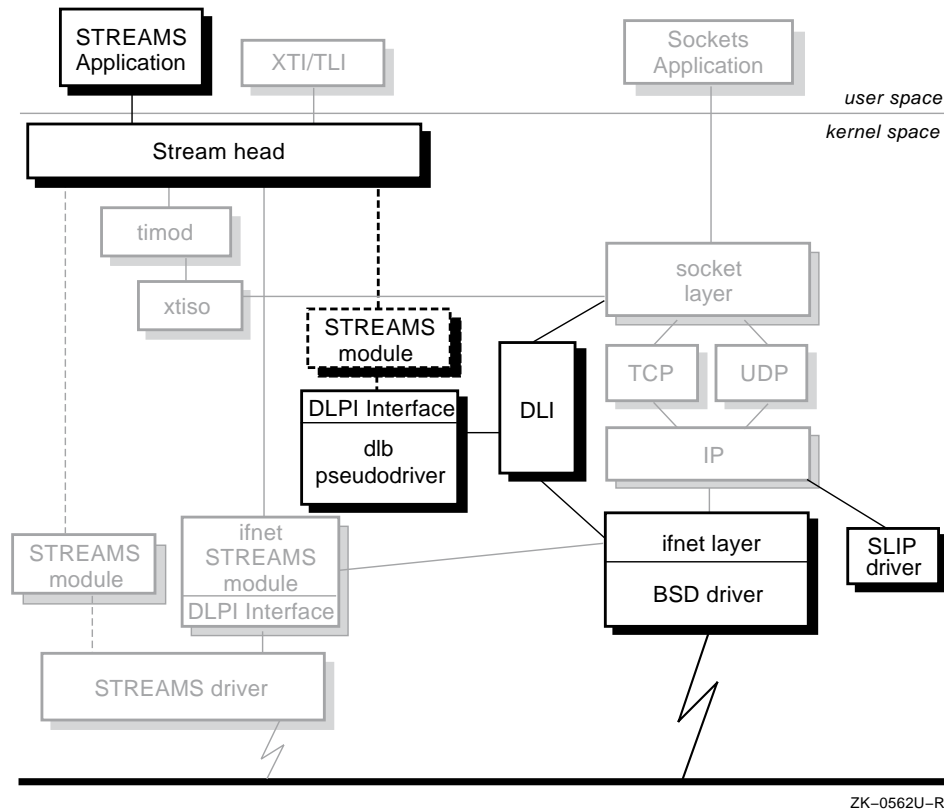 STREAMS
Application
XTI/TLI
Sockets
Application
user space
kernel space
Stream head
timod
xtiso
socket
layer
STREAMS
module
TCP
UDP
DLPI Interface
dlb
pseudodriver
DLI
IP
ifnet
STREAMS
module
DLPI Interface
STREAMS
module
ifnet layer
BSD driver
SLIP
driver
STREAMS driver
ZK–0562U–R